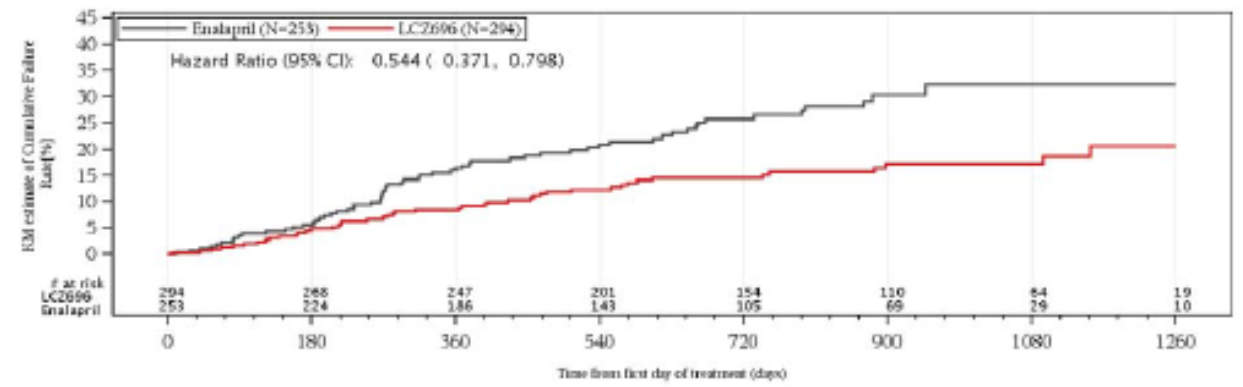 Enalapril (N=253) LCZ696 (N=294)
Hazard Ratio (95% CI): 0.544 ( 0.371, 0.798)
KM estimate of Cumulative Failure
Rate[%]
45
40
35
30
25
20
15
10
5
0
# at risk
LCZ696 294 268 247 201 154 110 64 19
Enalapril 253 224 186 143 105 69 29 10
0 180 360 540 720 900 1080 1260
Time from first day of treatment (days)